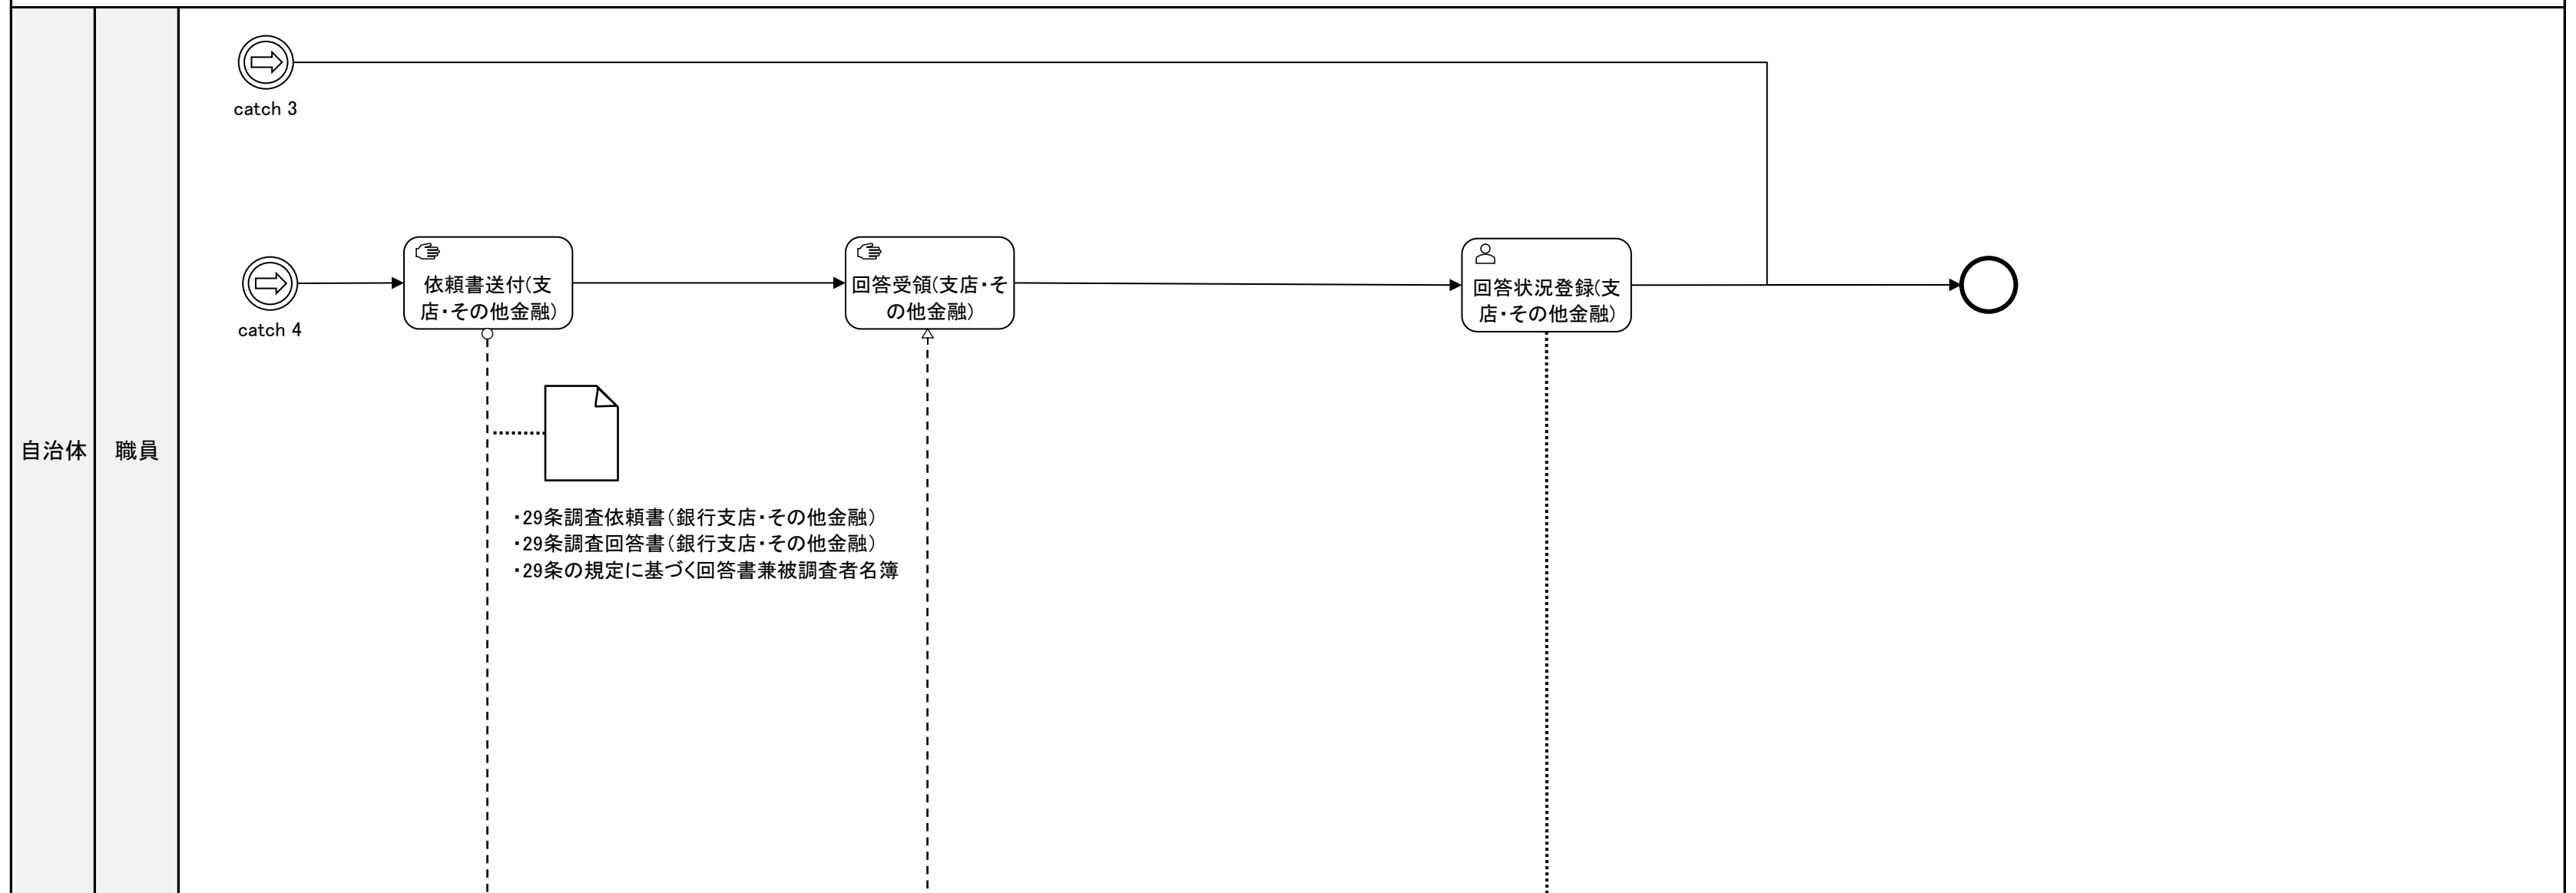 catch 3
catch 4
依頼書送付(支
店・その他金融)
回答受領(支店・そ
の他金融)
回答状況登録(支
店・その他金融)
自治体
職員
・29条調査依頼書(銀行支店・その他金融)
・29条調査回答書(銀行支店・その他金融)
・29条の規定に基づく回答書兼被調査者名簿